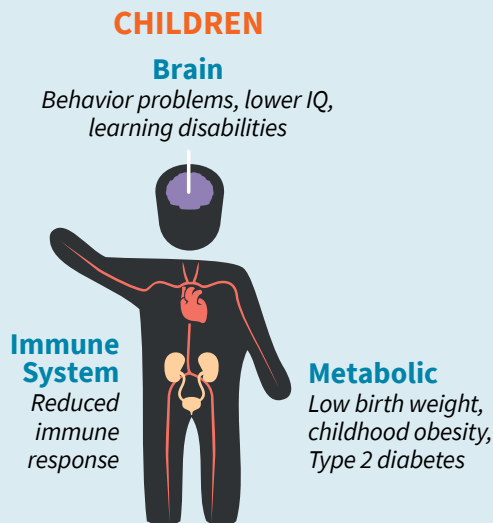 CHILDREN
Brain
Behavior problems, lower IQ,
learning disabilities
Immune
System
Reduced
immune
response
Metabolic
Low birth weight,
childhood obesity,
Type 2 diabetes